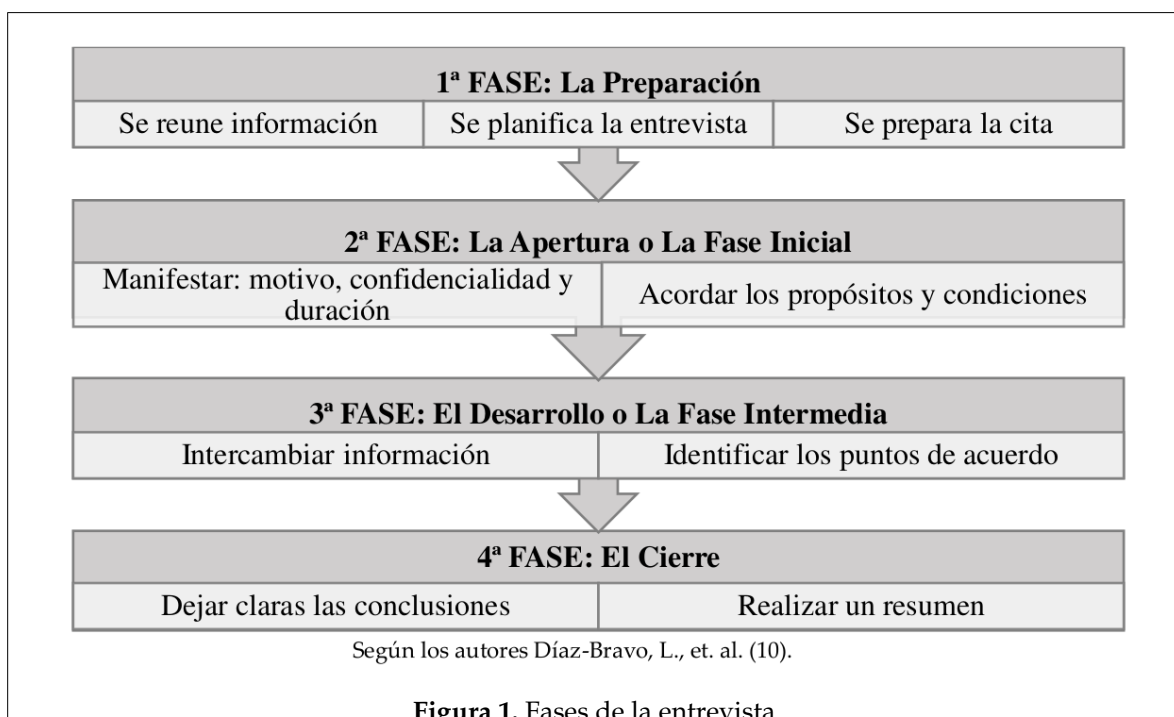 1ª FASE: La Preparación
Se reune información
Se planifica la entrevista
Se prepara la cita
2ª FASE: La Apertura o La Fase Inicial
Manifestar: motivo, confidencialidad y
duración
Acordar los propósitos y condiciones
3ª FASE: El Desarrollo o La Fase Intermedia
Intercambiar información
Identificar los puntos de acuerdo
4ª FASE: El Cierre
Dejar claras las conclusiones
Realizar un resumen
Según los autores Díaz-Bravo, L., et. al. (10).
Figura 1. Fases de la entrevista